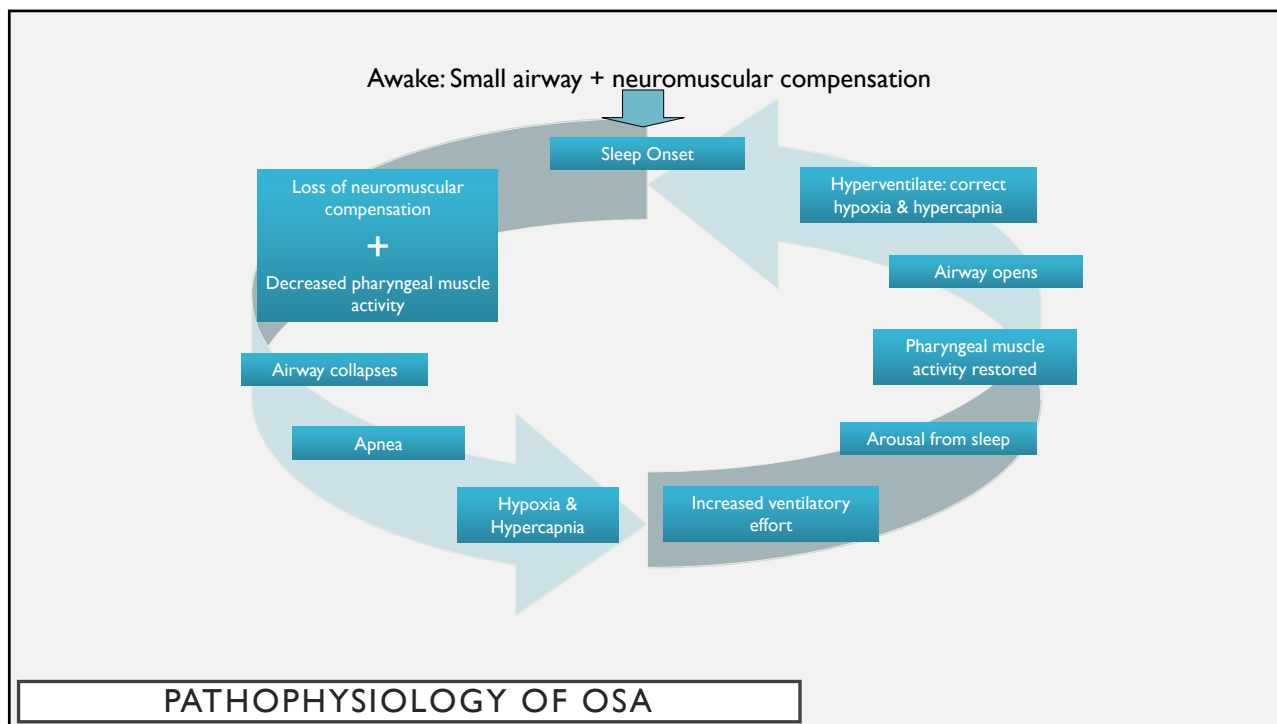 Awake: Small airway + neuromuscular compensation
Sleep Onset
Loss of neuromuscular
compensation
+
Decreased pharyngeal muscle
activity
Airway collapses
Apnea
Hypoxia &
Hypercapnia
Increased ventilatory
effort
Arousal from sleep
Pharyngeal muscle
activity restored
Airway opens
Hyperventilate: correct
hypoxia & hypercapnia
PATHOPHYSIOLOGY OF OSA